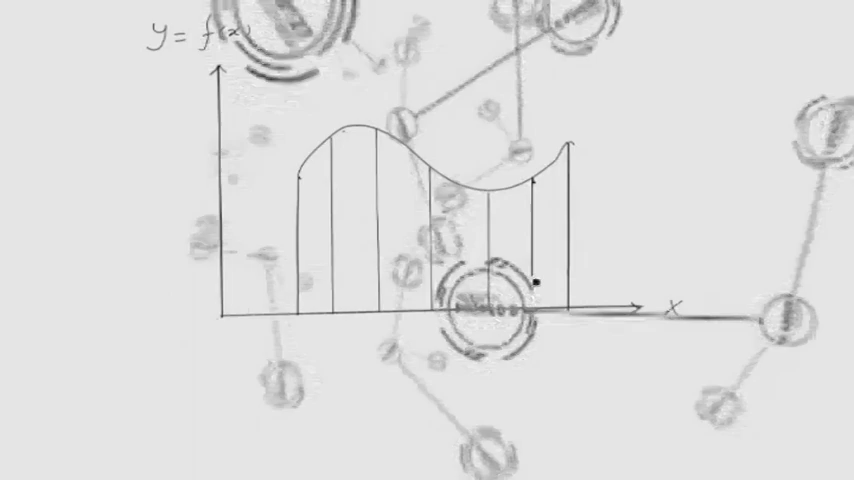 y = f(x)
x